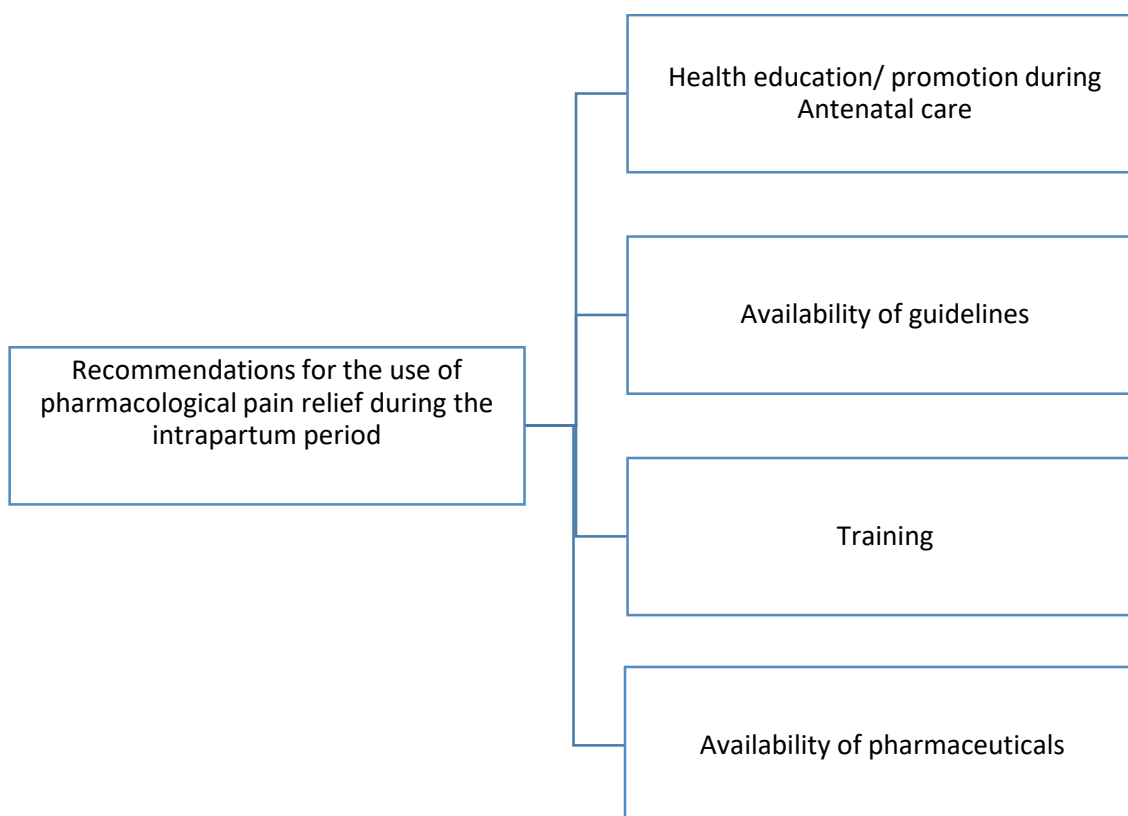 Health education/ promotion during
Antenatal care
Availability of guidelines
Recommendations for the use of
pharmacological pain relief during the
intrapartum period
Training
Availability of pharmaceuticals